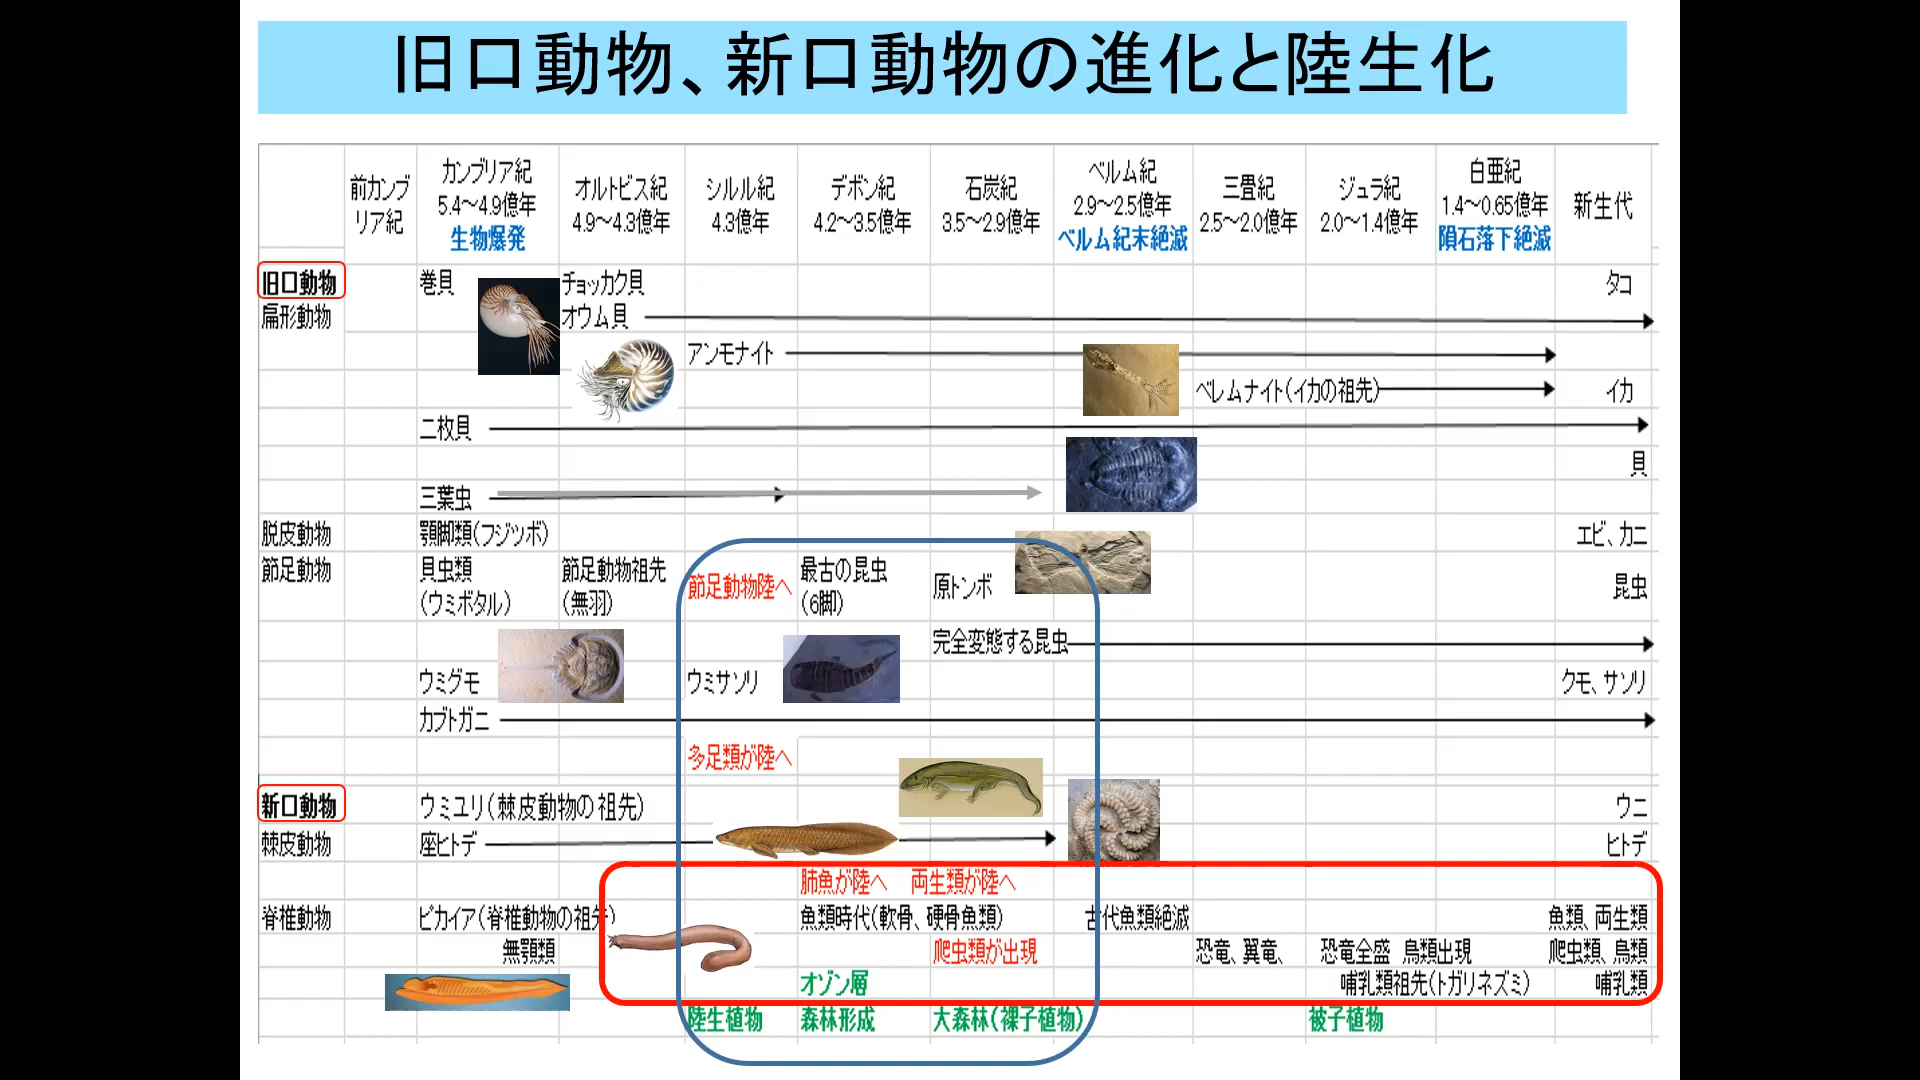 旧口動物、新口動物の進化と陸生化
前カンブリア紀
カンブリア紀
5.4～4.9億年
生物爆発
オルトビス紀
4.9～4.3億年
シルル紀
4.3億年
デボン紀
4.2～3.5億年
石炭紀
3.5～2.9億年
ペルム紀
2.9～2.5億年
ペルム紀末絶滅
三畳紀
2.5～2.0億年
ジュラ紀
2.0～1.4億年
白亜紀
1.4～0.65億年
隕石落下絶滅
新生代
旧口動物
巻貝
チョッカク貝
タコ
扁形動物
オウム貝
アンモナイト
ベレムナイト(イカの祖先)
イカ
二枚貝
貝
三葉虫
脱皮動物
顎脚類(フジツボ)
エビ、カニ
節足動物
貝虫類
(ウミボタル)
節足動物祖先
(無羽)
節足動物陸へ
最古の昆虫
(6脚)
原トンボ
昆虫
完全変態する昆虫
ウミグモ
ウミサソリ
クモ、サソリ
カブトガニ
多足類が陸へ
新口動物
ウミユリ(棘皮動物の祖先)
ウニ
棘皮動物
座ヒトデ
ヒトデ
肺魚が陸へ 両生類が陸へ
脊椎動物
ピカイア(脊椎動物の祖先)
魚類時代(軟骨、硬骨魚類)
古代魚類絶滅
魚類、両生類
無顎類
爬虫類が出現
恐竜、翼竜、
恐竜全盛 鳥類出現
爬虫類、鳥類
オゾン層
哺乳類祖先(トガリネズミ)
哺乳類
陸生植物
森林形成
大森林(裸子植物)
被子植物